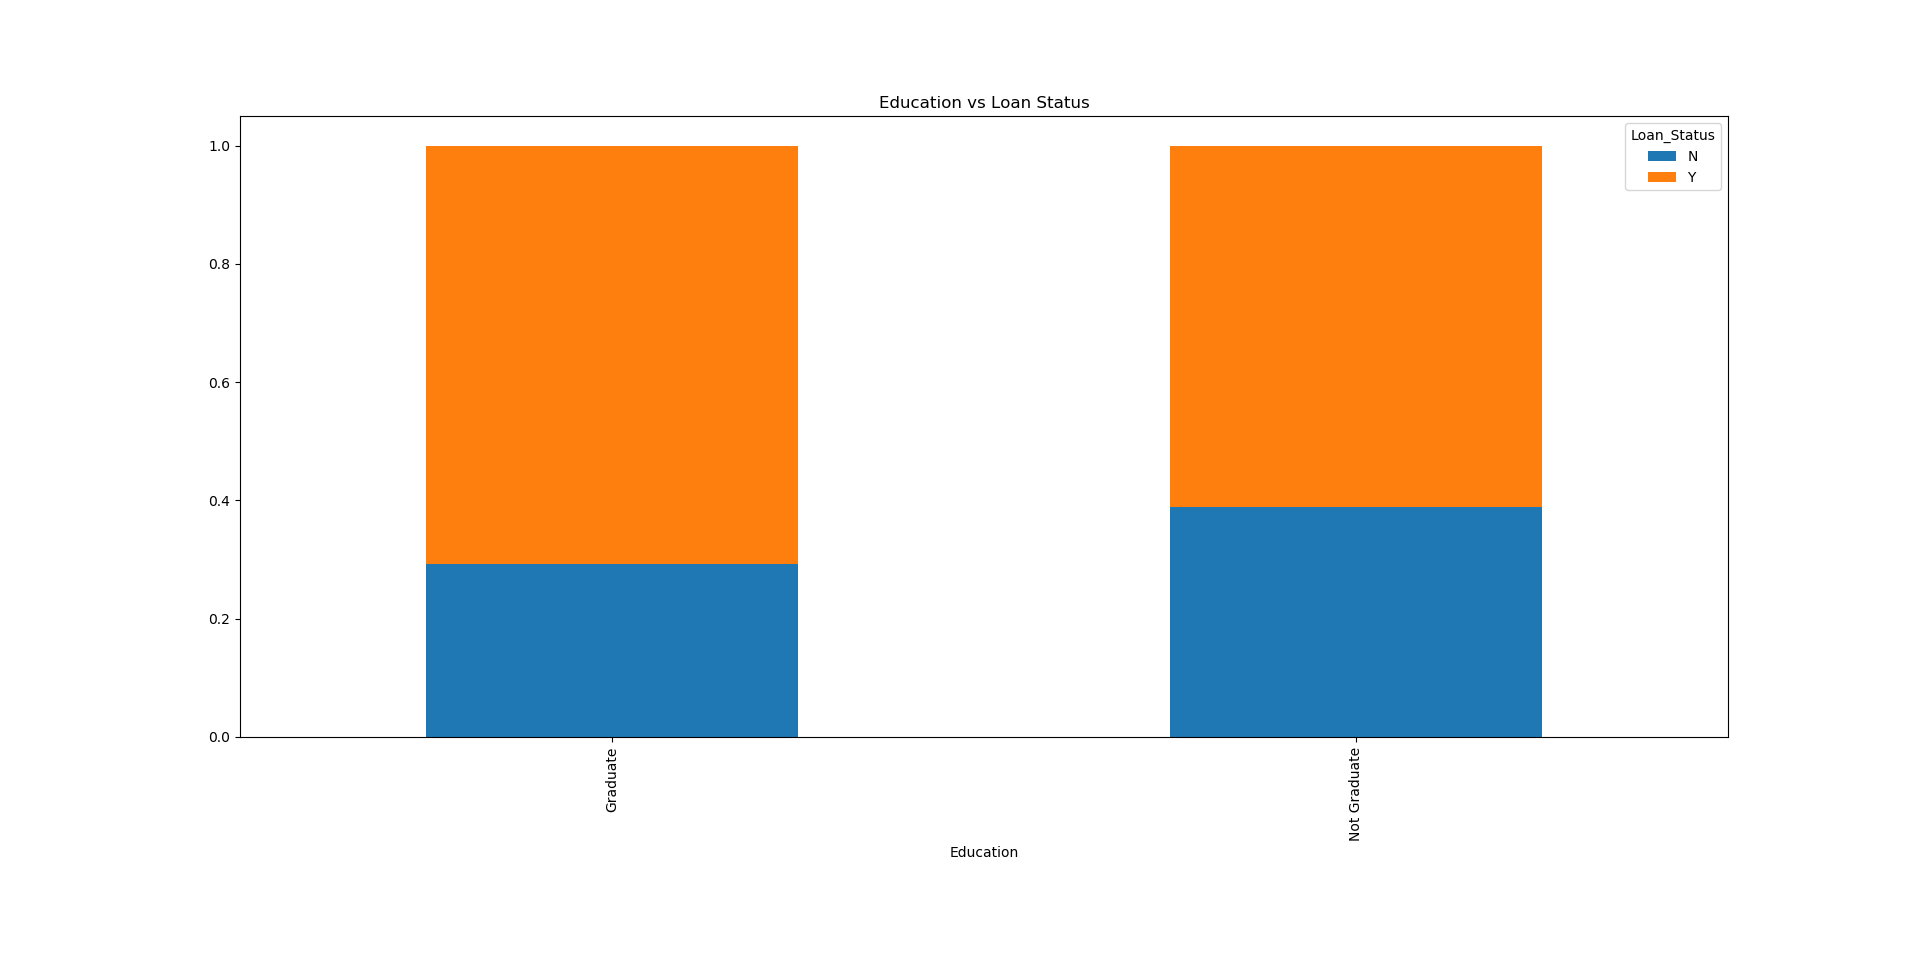 Education vs Loan Status
Loan_Status
N
Y
1.0
0.8
0.6
0.4
0.2
0.0
Graduate
Not Graduate
Education